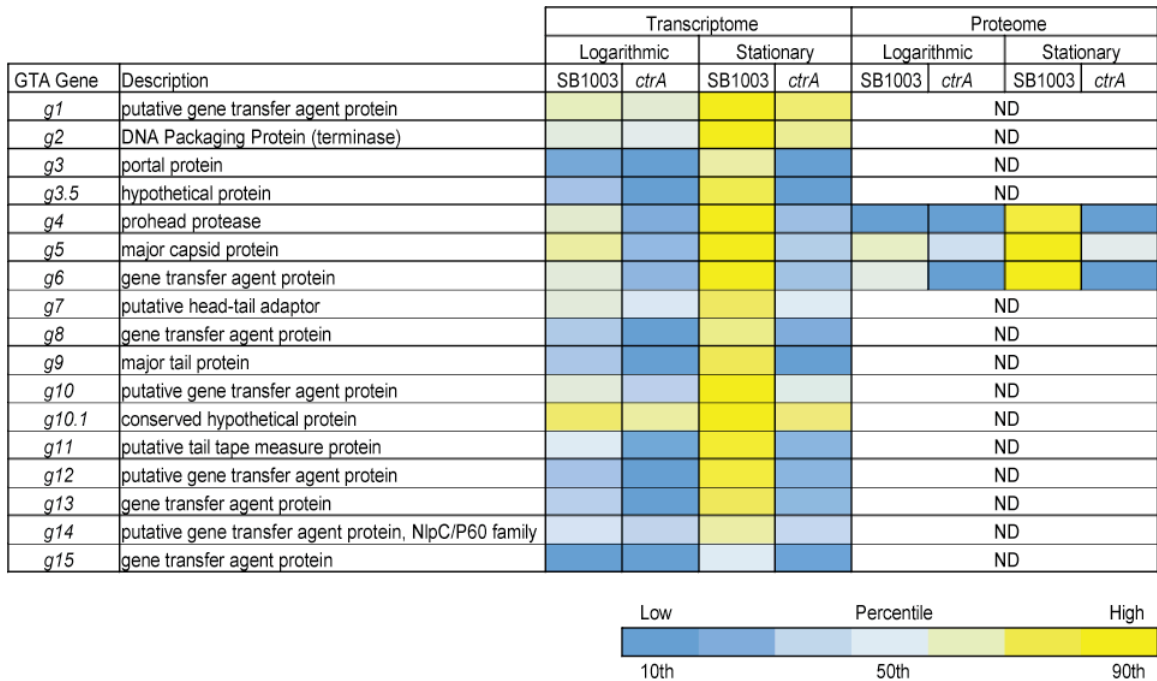 Transcriptome Proteome
Logarithmic Stationary Logarithmic Stationary
GTA Gene Description SB1003 ctrA SB1003 ctrA SB1003 ctrA SB1003 ctrA
g1 putative gene transfer agent protein ND
g2 DNA Packaging Protein (terminase) ND
g3 portal protein ND
g3.5 hypothetical protein ND
g4 prohead protease
g5 major capsid protein
g6 gene transfer agent protein
g7 putative head-tail adaptor ND
g8 gene transfer agent protein ND
g9 major tail protein ND
g10 putative gene transfer agent protein ND
g10.1 conserved hypothetical protein ND
g11 putative tail tape measure protein ND
g12 putative gene transfer agent protein ND
g13 gene transfer agent protein ND
g14 putative gene transfer agent protein, NlpC/P60 family ND
g15 gene transfer agent protein ND
Low Percentile High
10th 50th 90th